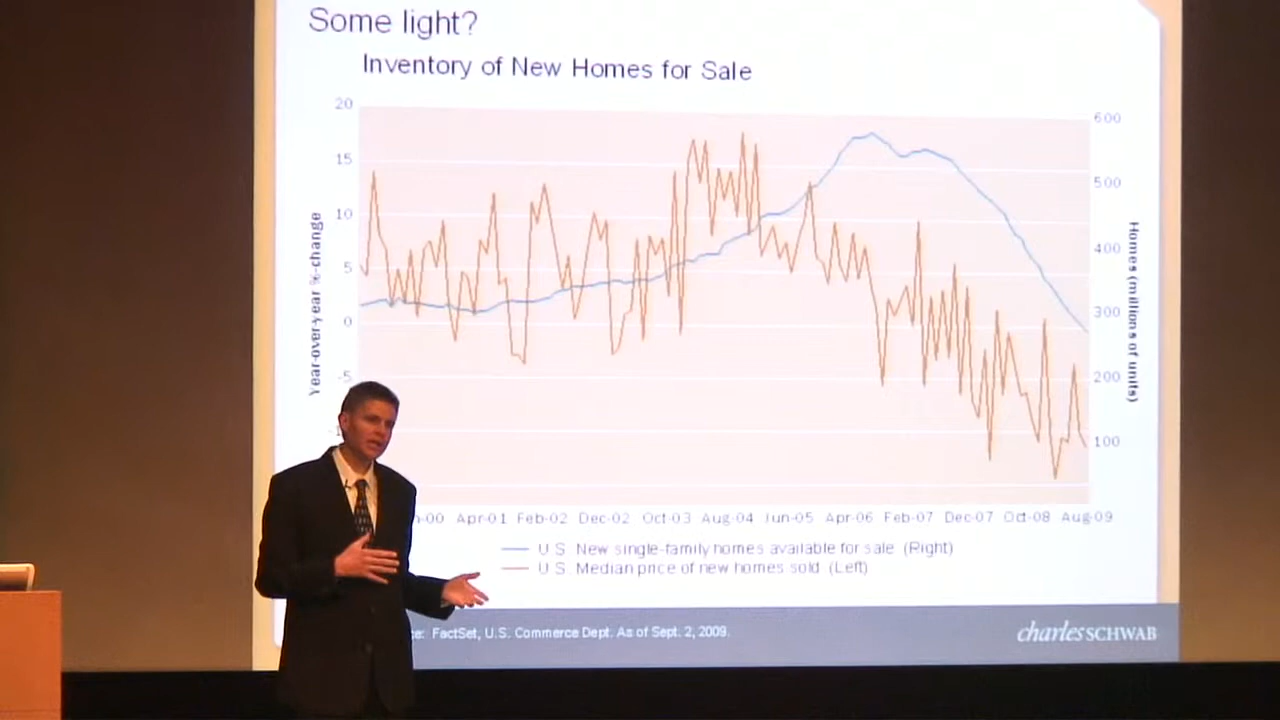 Some light?
Inventory of New Homes for Sale
20
15
10
5
0
-5
Year-over-year %-change
600
500
400
300
200
100
Homes (millions of units)
-00 Apr-01 Feb-02 Dec-02 Oct-03 Aug-04 Jun-05 Apr-06 Feb-07 Dec-07 Oct-08 Aug-09
U.S. New single-family homes available for sale (Right)
U.S. Median price of new homes sold (Left)
FactSet, U.S. Commerce Dept. As of Sept. 2, 2009.
charles SCHWAB